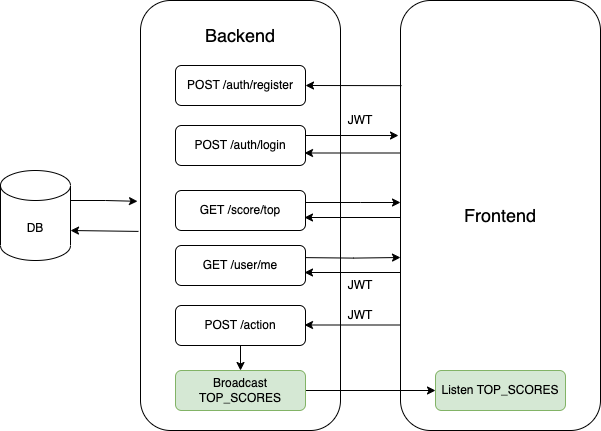 Backend
POST /auth/register
JWT
POST /auth/login
DB
GET /score/top
Frontend
GET /user/me
JWT
JWT
POST /action
Broadcast
TOP_SCORES
Listen TOP_SCORES